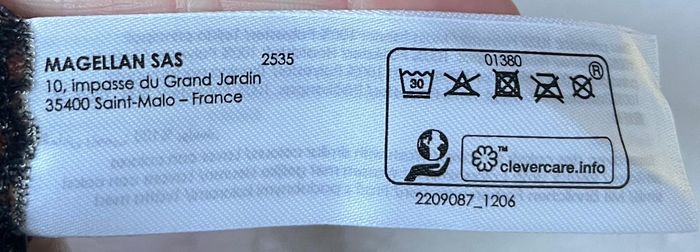 MAGELLAN SAS 2535
10, impasse du Grand Jardin
35400 Saint-Malo – France
01380
30
®
™
clevercare.info
2209087_1206